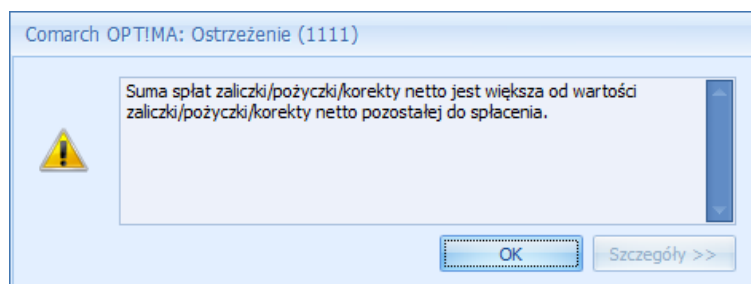 Comarch OPT!MA: Ostrzeżenie (1111)
Suma spłat zaliczki/pożyczki/korekty netto jest większa od wartości
zaliczki/pożyczki/korekty netto pozostałej do spłacenia.
OK
Szczegóły >>